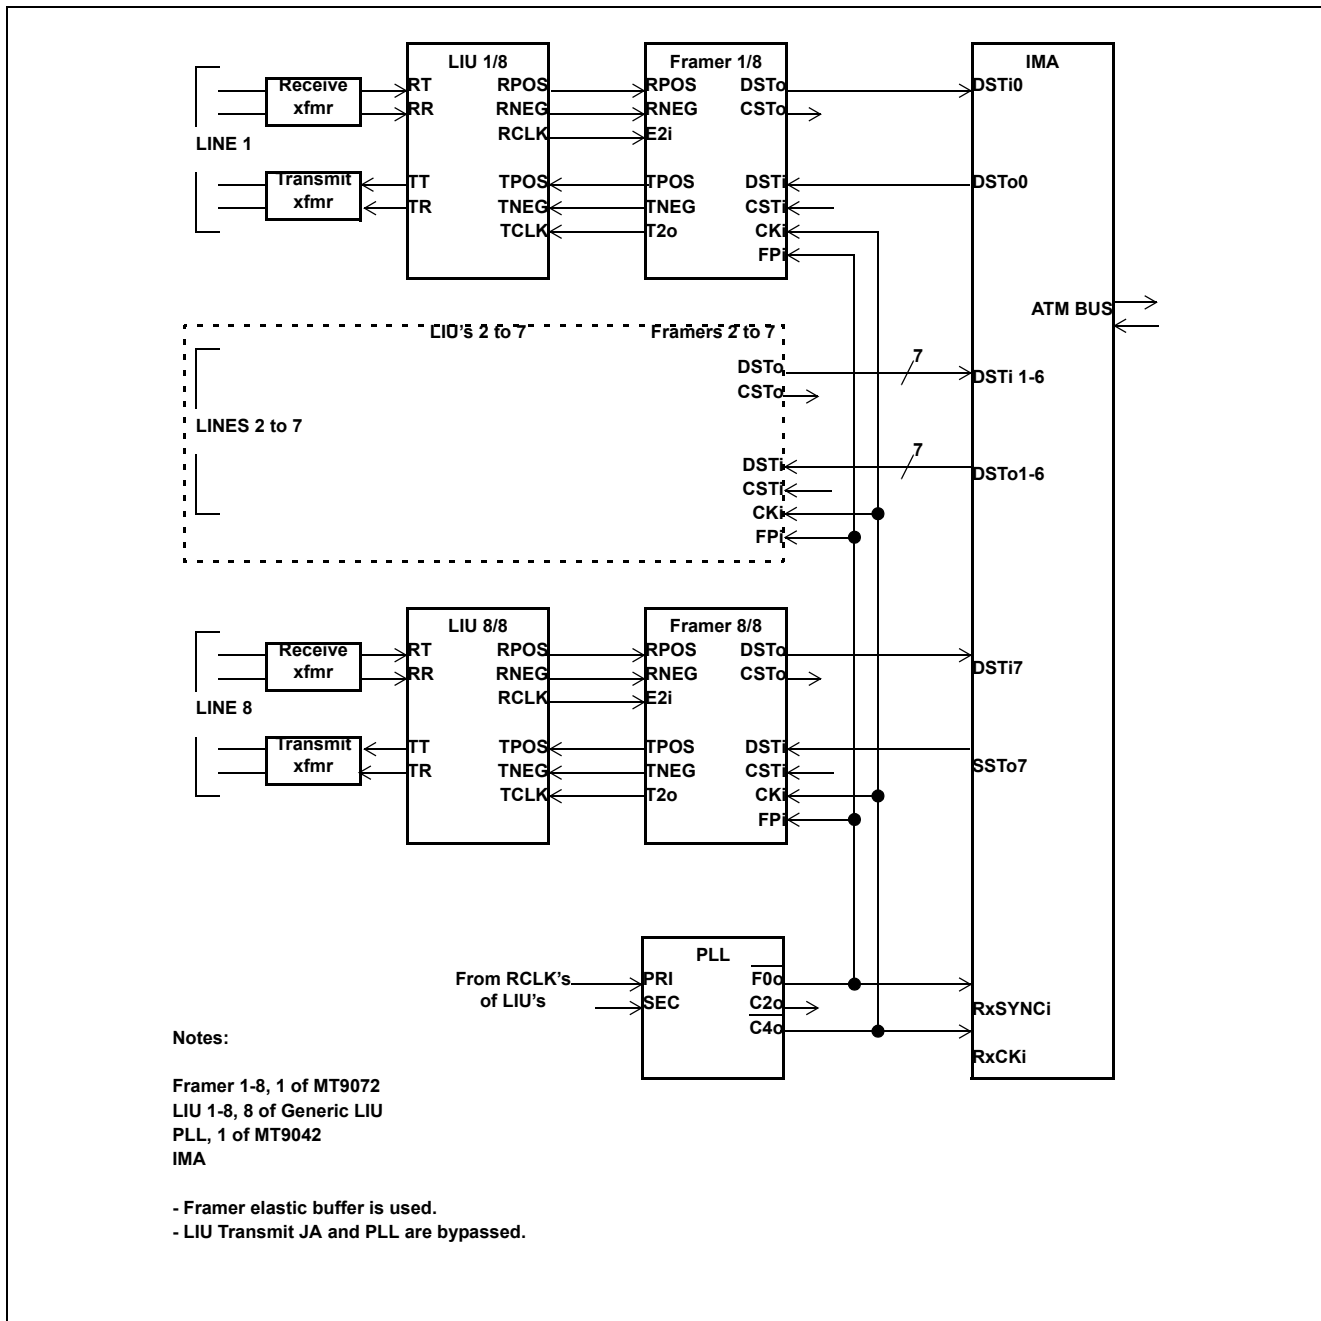 LIU 1/8
Framer 1/8
IMA
Receive
xfmr
RT
RPOS
RPOS
DSTo
DSTi0
RR
RNEG
RNEG
CSTo
RCLK
E2i
LINE 1
Transmit
xfmr
TT
TPOS
TPOS
DSTi
DSTo0
TR
TNEG
TNEG
CSTi
TCLK
T2o
CKi
FPi
ATM BUS
LIU's 2 to 7
Framers 2 to 7
DSTo
7
DSTi 1-6
CSTo
LINES 2 to 7
DSTi
7
DSTo1-6
CSTi
CKi
FPi
LIU 8/8
Framer 8/8
Receive
xfmr
RT
RPOS
RPOS
DSTo
DSTi7
RR
RNEG
RNEG
CSTo
RCLK
E2i
LINE 8
Transmit
xfmr
TT
TPOS
TPOS
DSTi
SSTo7
TR
TNEG
TNEG
CSTi
TCLK
T2o
CKi
FPi
PLL
From RCLK's
of LIU's
PRI
F0o
SEC
C2o
RxSYNCi
C4o
RxCKi
Notes:
Framer 1-8, 1 of MT9072
LIU 1-8, 8 of Generic LIU
PLL, 1 of MT9042
IMA
- Framer elastic buffer is used.
- LIU Transmit JA and PLL are bypassed.